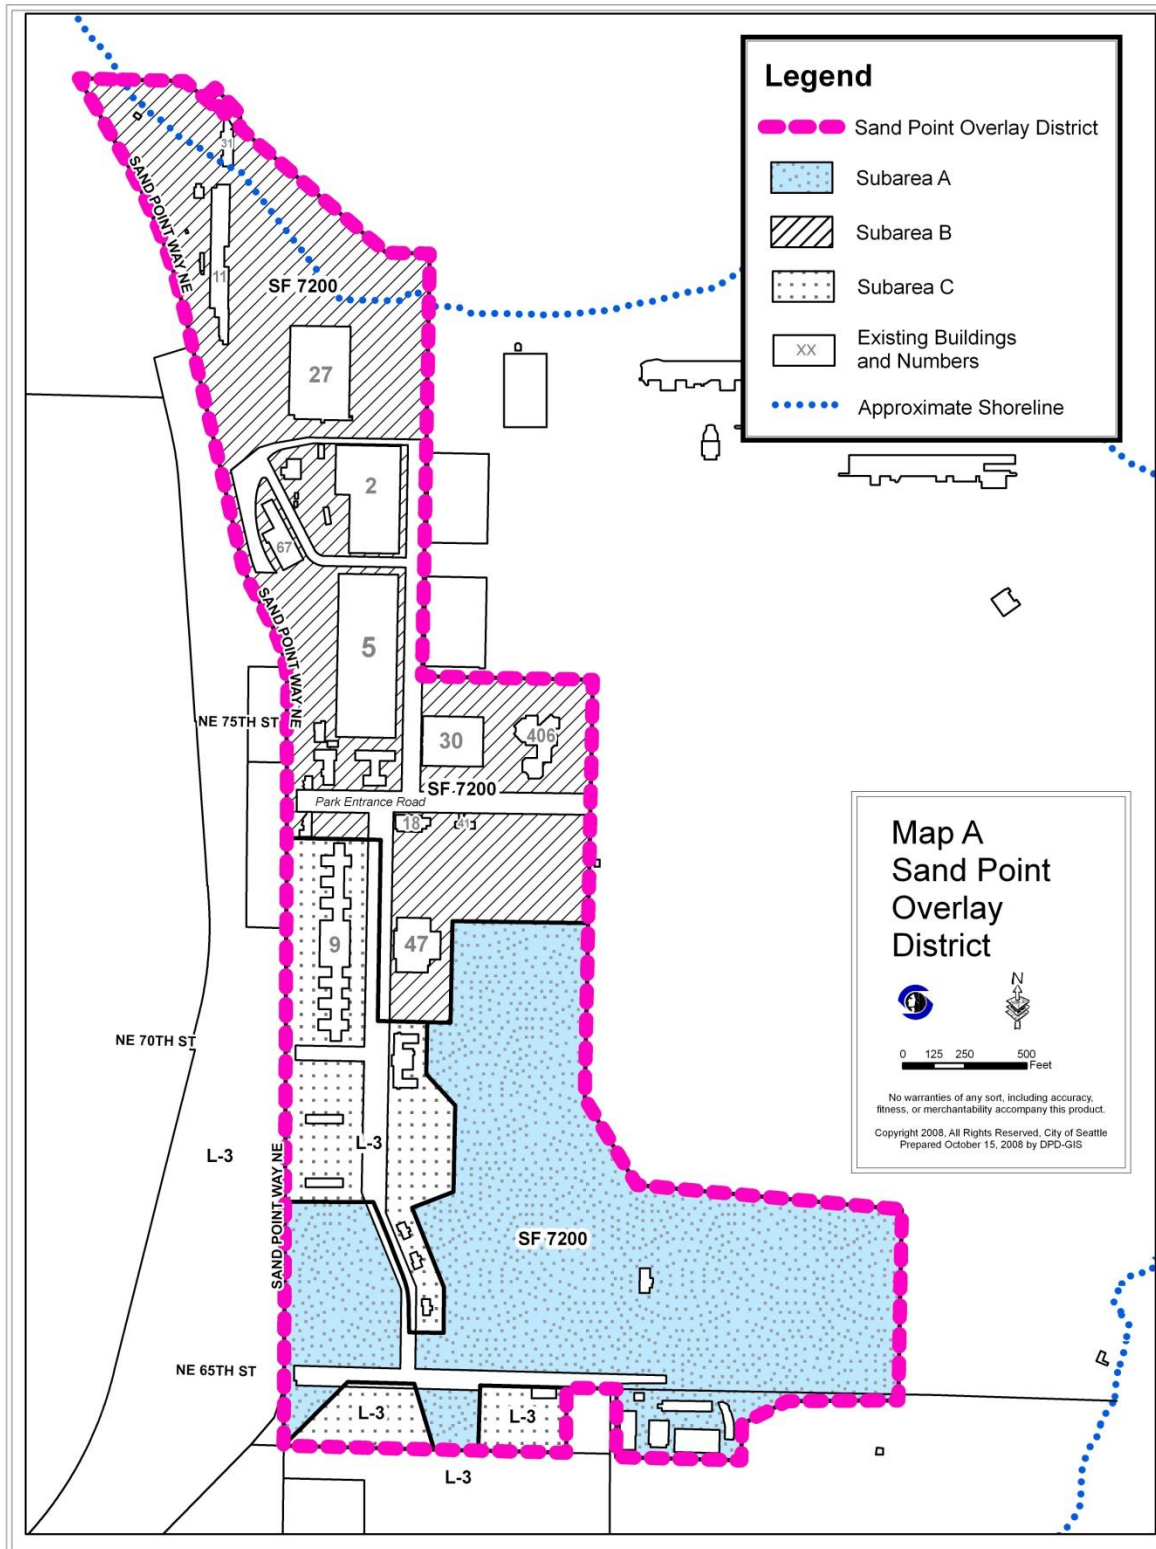 Legend
Sand Point Overlay District
Subarea A
Subarea B
Subarea C
XX
Existing Buildings
and Numbers
Approximate Shoreline
31
SAND POINT WAY NE
11
SF 7200
27
2
67
SAND POINT WAY NE
5
NE 75TH ST
30
406
SF 7200
Park Entrance Road
18
41
9
47
NE 70TH ST
L-3
L-3
SAND POINT WAY NE
SF 7200
NE 65TH ST
L-3
L-3
L-3
Map A
Sand Point
Overlay
District
N
0 125 250 500
Feet
No warranties of any sort, including accuracy,
fitness, or merchantability accompany this product.
Copyright 2008, All Rights Reserved, City of Seattle
Prepared October 15, 2008 by DPD-GIS